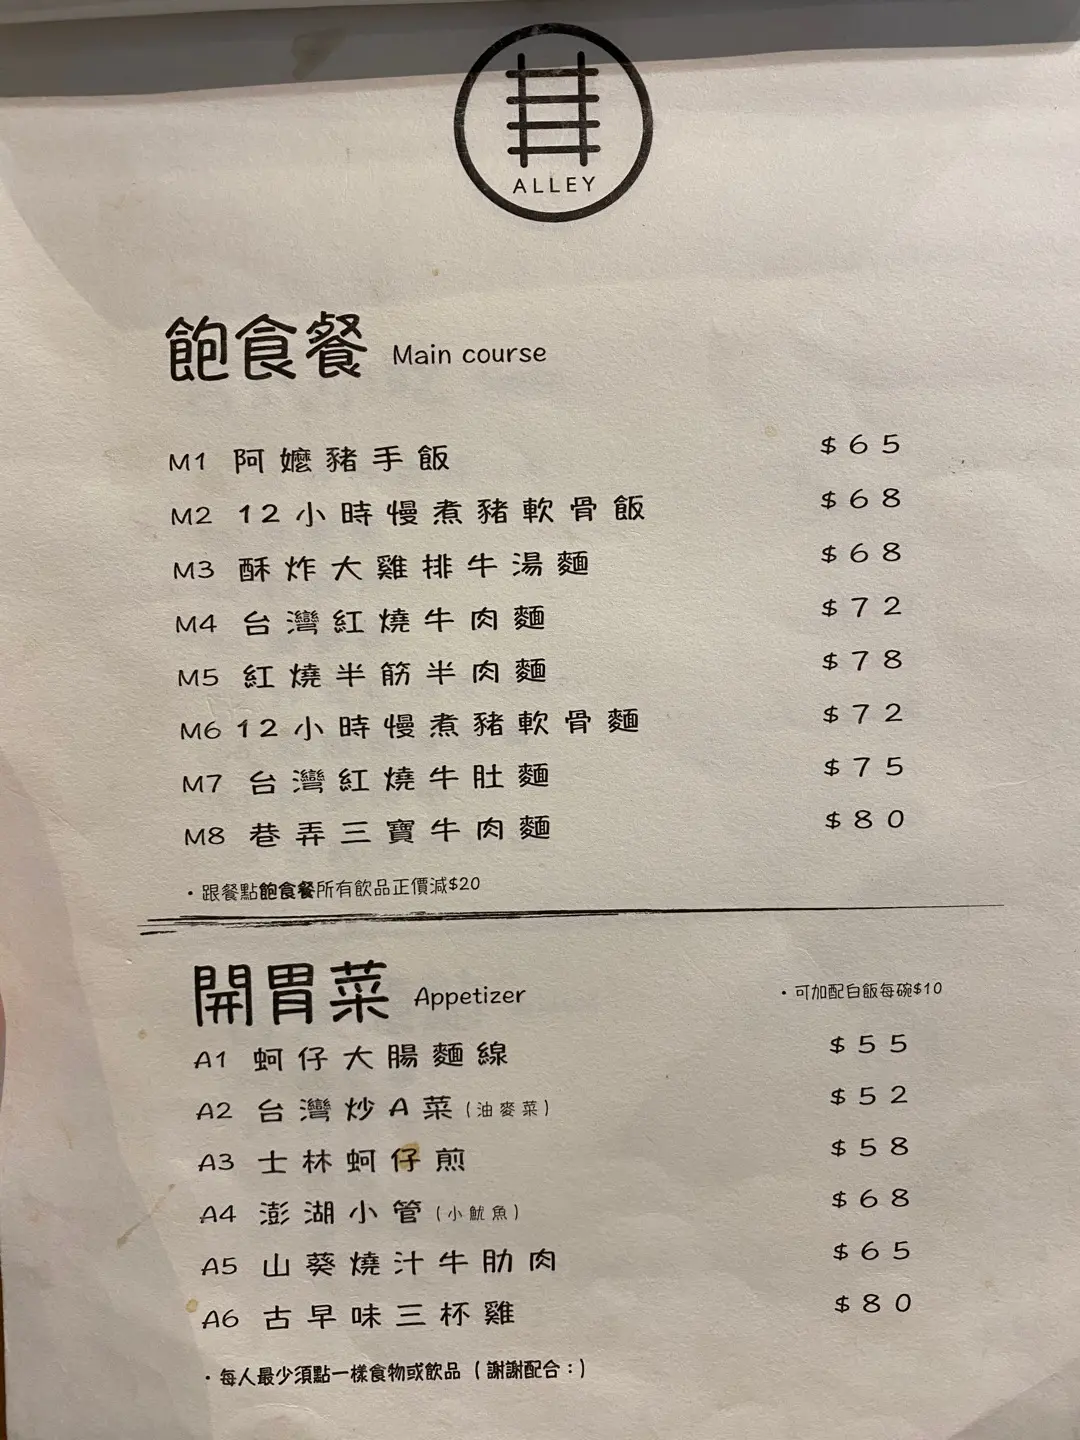 ALLEY
飽食餐 Main course
M1 阿嬤豬手飯 $65
M2 12小時慢煮豬軟骨飯 $68
M3 酥炸大雞排牛湯麵 $68
M4 台灣紅燒牛肉麵 $72
M5 紅燒半筋半肉麵 $78
M6 12小時慢煮豬軟骨麵 $72
M7 台灣紅燒牛肚麵 $75
M8 巷弄三寶牛肉麵 $80
・跟餐點飽食餐所有飲品正價減$20
開胃菜 Appetizer ・可加配白飯每碗$10
A1 蚵仔大腸麵線 $55
A2 台灣炒A菜(油麥菜) $52
A3 士林蚵仔煎 $58
A4 澎湖小管(小魷魚) $68
A5 山葵燒汁牛肋肉 $65
A6 古早味三杯雞 $80
・每人最少須點一樣食物或飲品 (謝謝配合:)